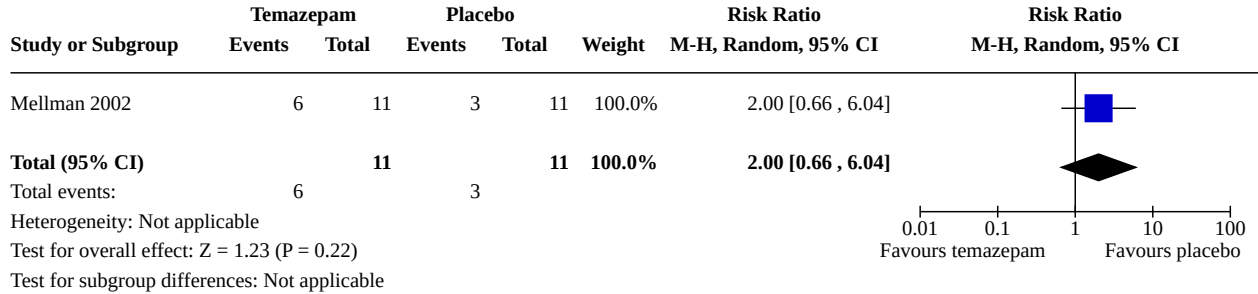 Temazepam Placebo Risk Ratio Risk Ratio
Study or Subgroup Events Total Events Total Weight M-H, Random, 95% CI M-H, Random, 95% CI
Mellman 2002 6 11 3 11 100.0% 2.00 [0.66 , 6.04]
Total (95% CI) 11 11 100.0% 2.00 [0.66 , 6.04]
Total events: 6 3
Heterogeneity: Not applicable
0.01 0.1 1 10 100
Test for overall effect: Z = 1.23 (P = 0.22) Favours temazepam Favours placebo
Test for subgroup differences: Not applicable